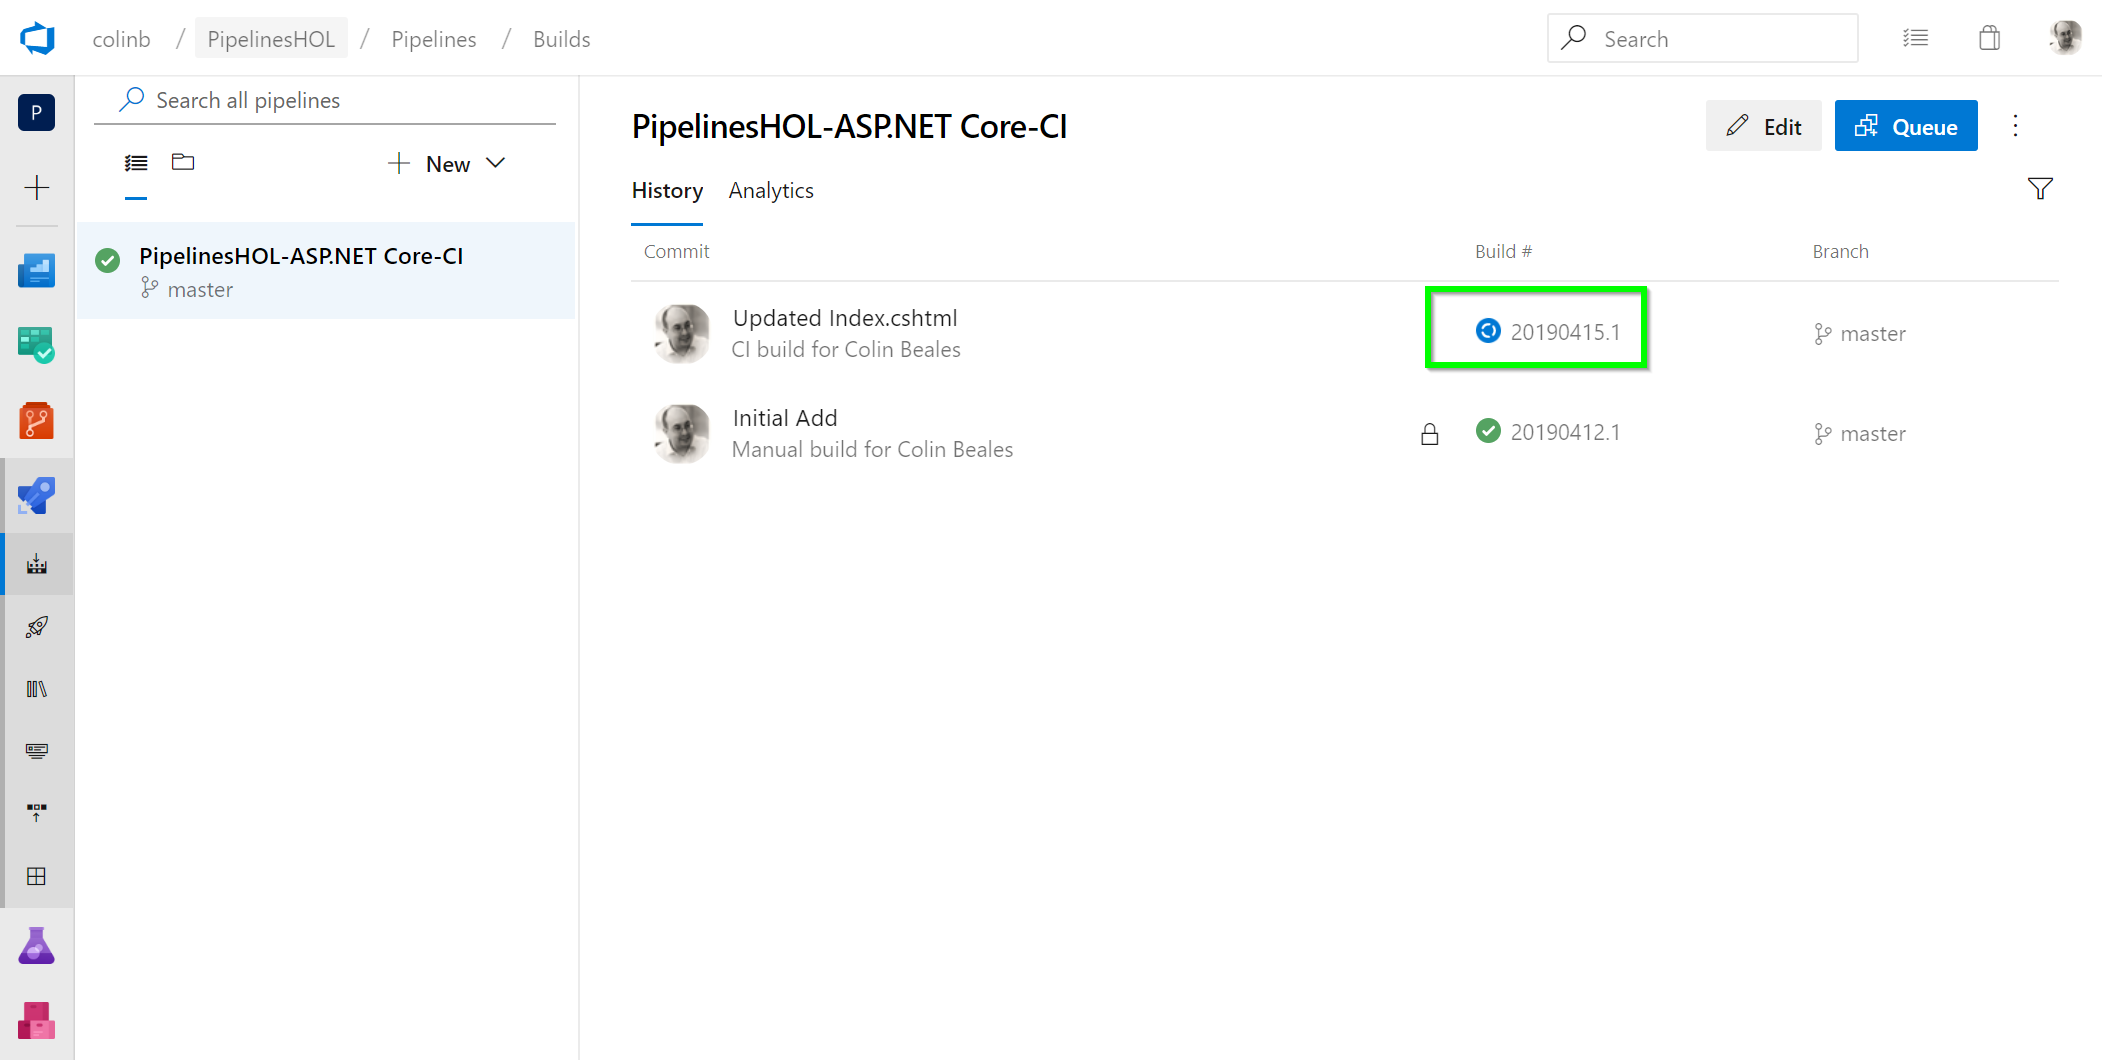 colinb / PipelinesHOL / Pipelines / Builds
Search
P
Search all pipelines
New
PipelinesHOL-ASP.NET Core-CI
master
PipelinesHOL-ASP.NET Core-CI
Edit
Queue
History Analytics
Commit Build # Branch
Updated Index.cshtml
CI build for Colin Beales
20190415.1
master
Initial Add
Manual build for Colin Beales
20190412.1
master